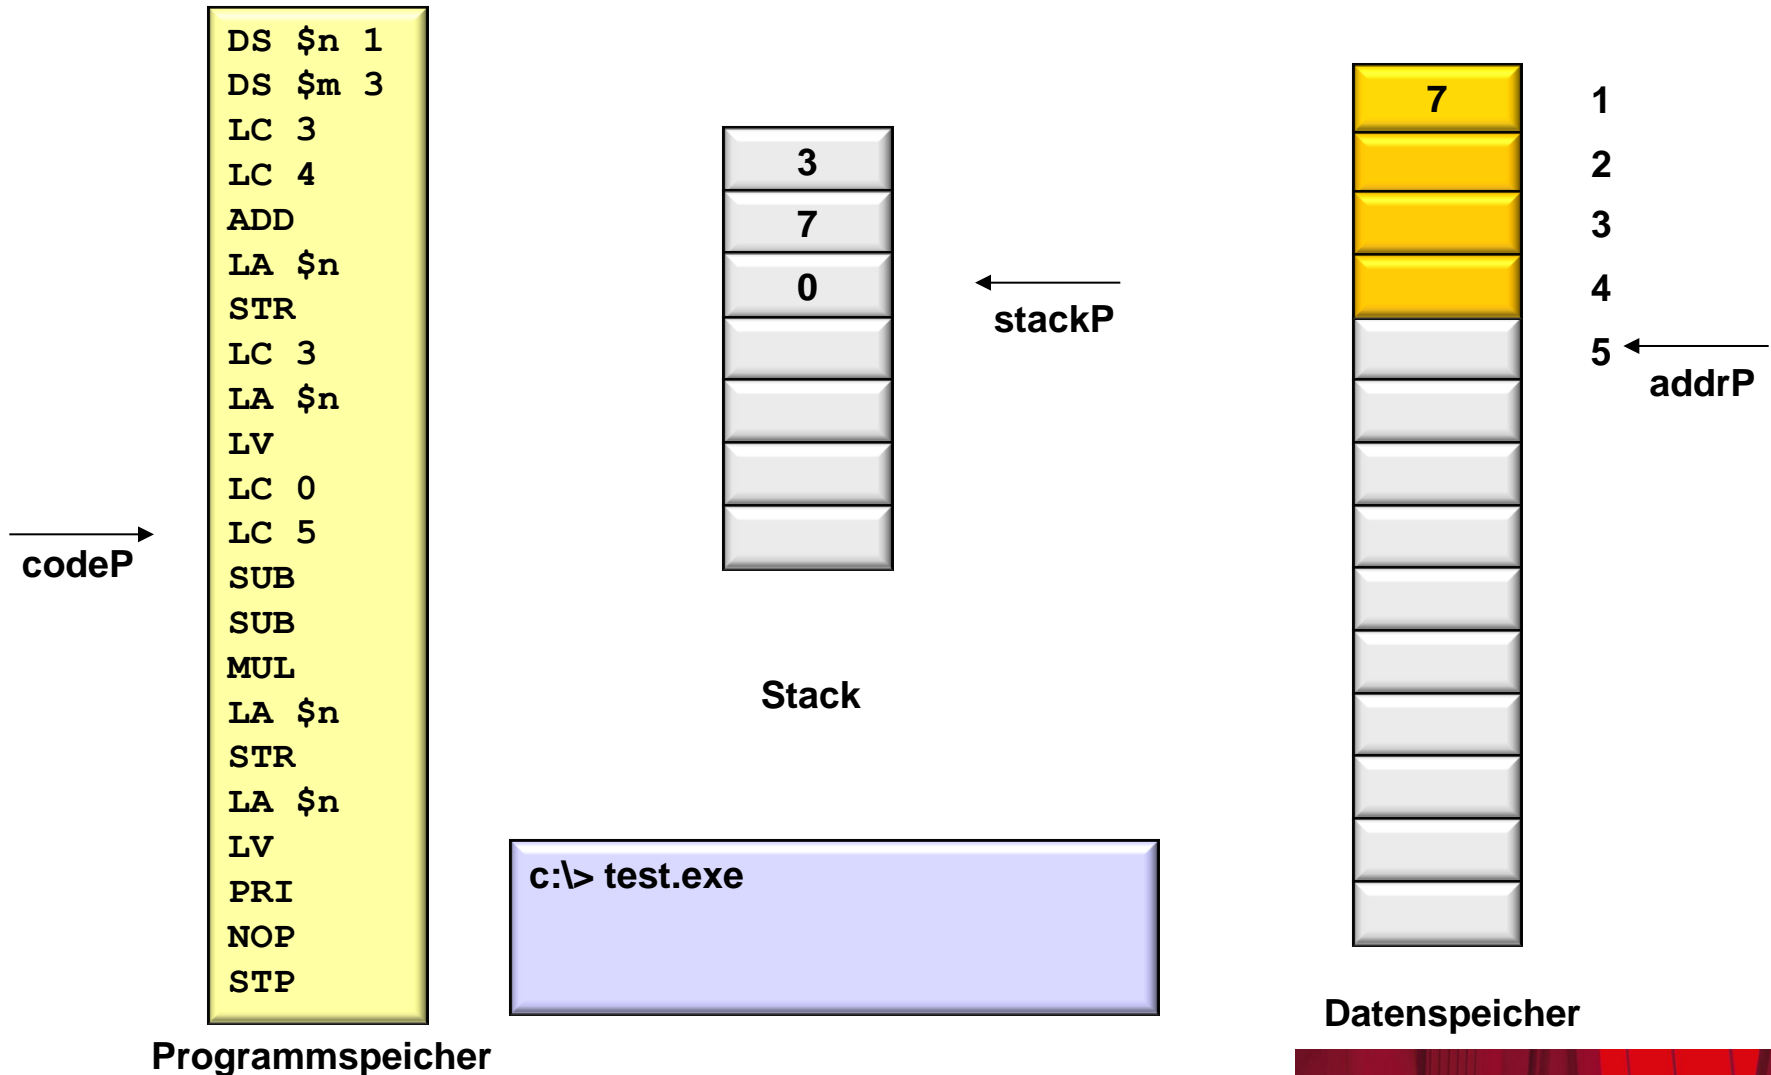 DS $n 1
DS $m 3
LC 3
LC 4
ADD
LA $n
STR
LC 3
LA $n
LV
LC 0
LC 5
SUB
SUB
MUL
LA $n
STR
LA $n
LV
PRI
NOP
STP
codeP
Programmspeicher
3
7
0
stackP
Stack
c:\> test.exe
7
1
2
3
4
5
addrP
Datenspeicher